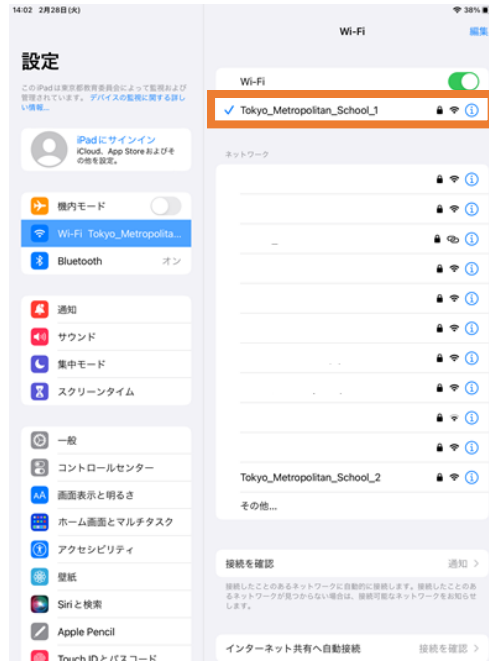 14:02 2月28日(火)
38%
Wi-Fi
編集
設定
このiPadは東京都教育委員会によって監視および
管理されています。デバイスの監視に関する詳し
い情報...
iPadにサインイン
iCloud、App Storeおよびそ
の他を設定。
機内モード
Wi-Fi Tokyo_Metropolita...
Bluetooth オン
通知
サウンド
集中モード
スクリーンタイム
一般
コントロールセンター
AA 画面表示と明るさ
ホーム画面とマルチタスク
アクセシビリティ
壁紙
Siriと検索
Apple Pencil
Touch IDとパスコード
Wi-Fi
Tokyo_Metropolitan_School_1
ネットワーク
Tokyo_Metropolitan_School_2
その他...
接続を確認 通知
接続したことのあるネットワークに自動的に接続します。接続したことのあ
るネットワークが見つからない場合は、接続可能なネットワークをお知らせ
します。
インターネット共有へ自動接続 接続を確認